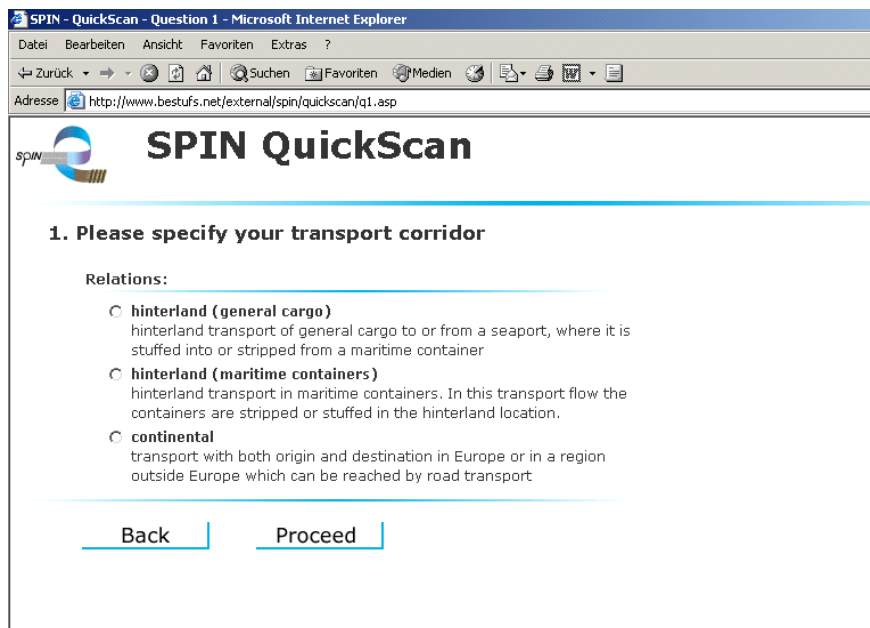 SPIN - QuickScan - Question 1 - Microsoft Internet Explorer
Datei Bearbeiten Ansicht Favoriten Extras ?
Zurück Suchen Favoriten Medien
Adresse http://www.bestufs.net/external/spin/quickscan/q1.asp
SPIN SPIN QuickScan
1. Please specify your transport corridor
Relations:
hinterland (general cargo)
hinterland transport of general cargo to or from a seaport, where it is
stuffed into or stripped from a maritime container
hinterland (maritime containers)
hinterland transport in maritime containers. In this transport flow the
containers are stripped or stuffed in the hinterland location.
continental
transport with both origin and destination in Europe or in a region
outside Europe which can be reached by road transport
Back Proceed